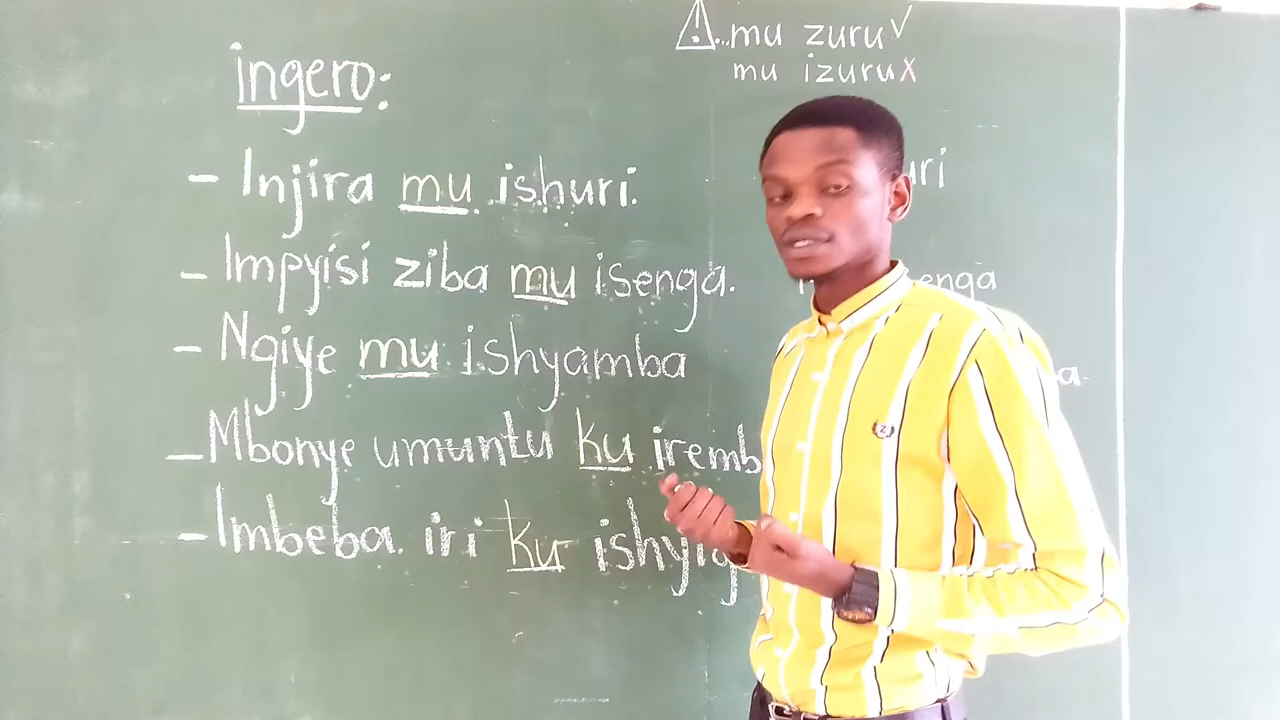 ingero:
- Injira mu ishuri.
- Impyisi ziba mu isenga.
- Ngiye mu ishyamba
- Mbonye umuntu ku
- Imbeba. iri ku
mu zuru✓
mu izuru x